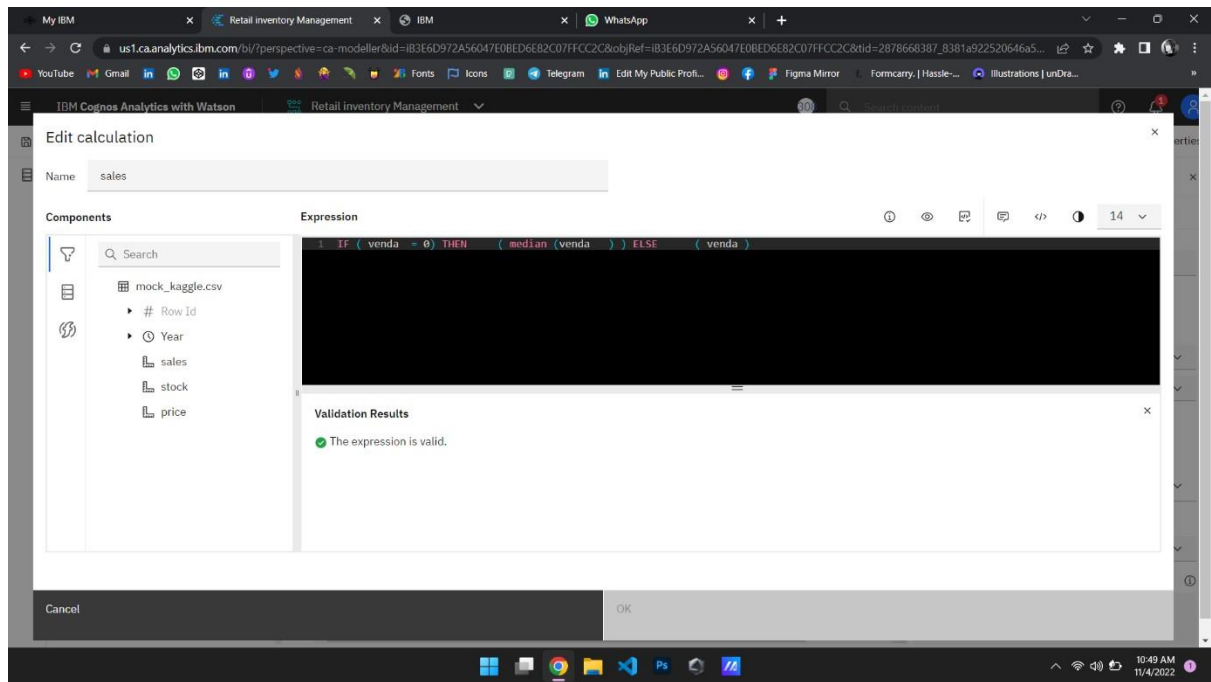 My IBM
Retail inventory Management
IBM
WhatsApp
us1.ca.analytics.ibm.com/bi/?perspective=ca-modeller&id=iB3E6D972A56047E0BED6E82C07FFCC2C&objRef=iB3E6D972A56047E0BED6E82C07FFCC2C&tid=2878668387_8381a922520646a5...
YouTube Gmail Fonts Icons Telegram Edit My Public Profi... Figma Mirror Formcarry. | Hassle-... Illustrations | unDra... »
IBM Cognos Analytics with Watson Retail inventory Management Search content
Edit calculation
erties
Name sales
Components Expression 14
1 IF ( venda = 0) THEN ( median (venda ) ) ELSE ( venda )
Search
mock_kaggle.csv
# Row Id
Year
sales
stock
price
Validation Results
The expression is valid.
Cancel OK
10:49 AM
11/4/2022
1